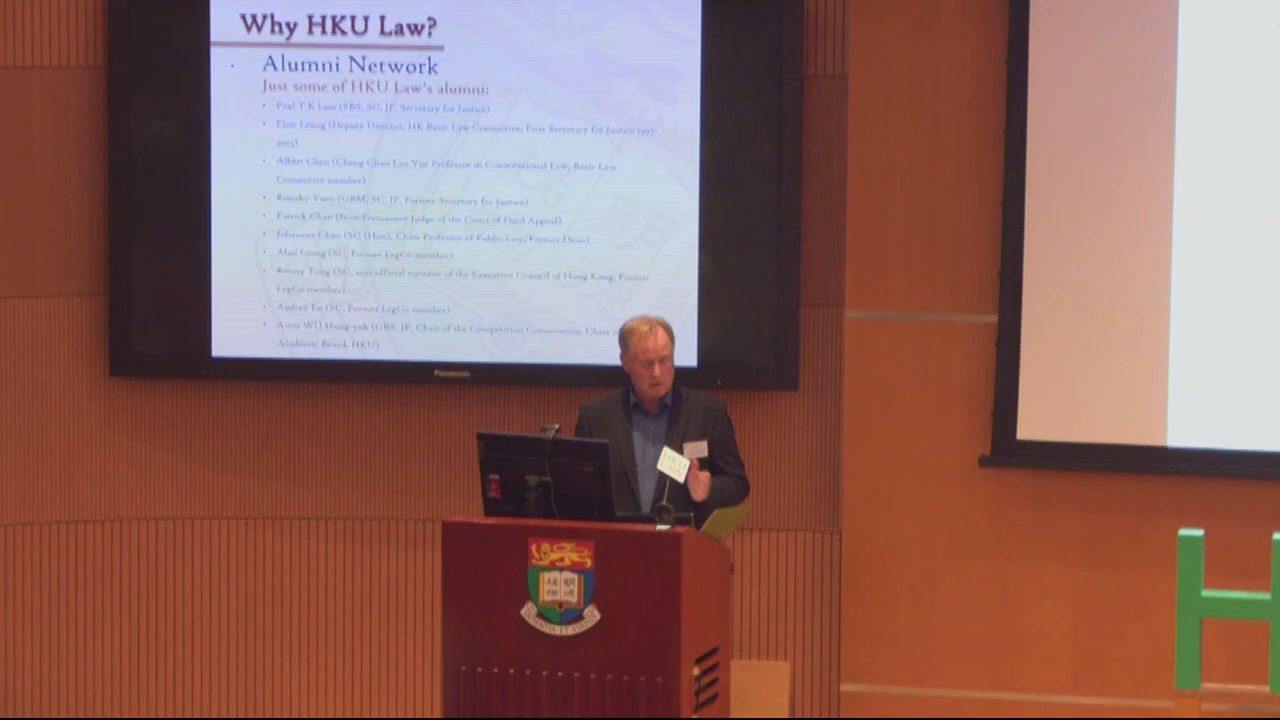 Why HKU Law?
• Alumni Network
Just some of HKU Law's alumni:
• Paul T K Lam (SBS, SC, JP, Secretary for Justice)
• Elsie Leung (Deputy Director, HK Basic Law Committee, First Secretary for Justice 1997-
2005)
• Albert Chen (Cheng Chan Lan Yue Professor in Constitutional Law, Basic Law
Committee member)
• Rimsky Yuen (GBM, SC, JP, Former Secretary for Justice)
• Patrick Chan (Non-Permanent Judge of the Court of Final Appeal)
• Johannes Chan (SC (Hon), Chair Professor of Public Law, Former Dean)
• Alan Leong (SC, Former LegCo member)
• Ronny Tong (SC, non-official member of the Executive Council of Hong Kong, Former
LegCo member)
• Audrey Eu (SC, Former LegCo member)
• Anna WU Hung-yuk (GBS, JP, Chair of the Competition Commission, Chair
Academic Board, HKU)
Panasonic
HKU
Law
SAPIENTIA ET VIRTUS
H